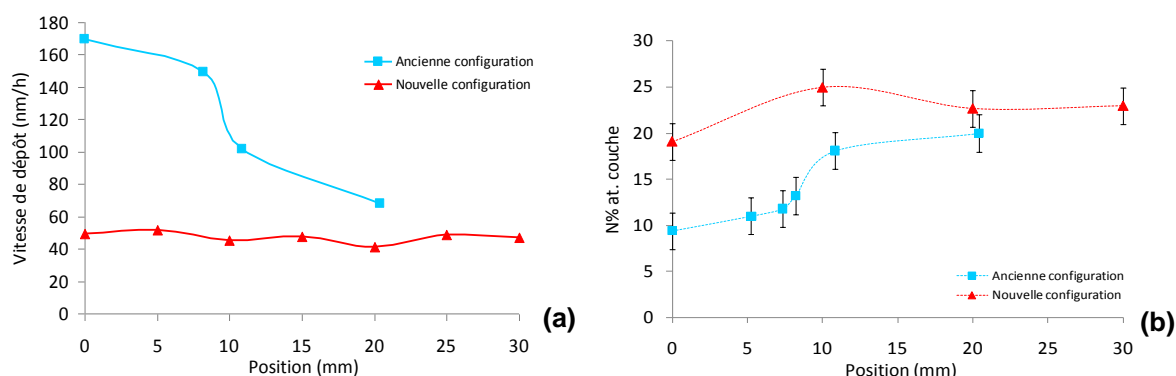 Vitesse de dépôt (nm/h)
180
160
140
120
100
80
60
40
20
0
0 5 10 15 20 25 30
Position (mm)
Ancienne configuration
Nouvelle configuration
(a)
N% at. couche
30
25
20
15
10
5
0
0 5 10 15 20 25 30
Position (mm)
Ancienne configuration
Nouvelle configuration
(b)